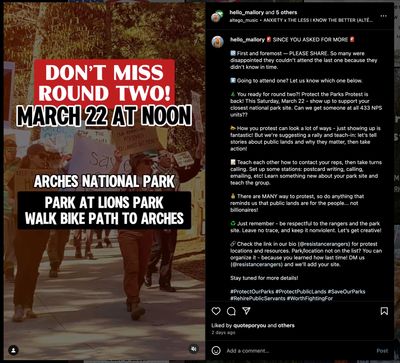 DON'T MISS
ROUND TWO!
MARCH 22 AT NOON
ARCHES NATIONAL PARK
PARK AT LIONS PARK
WALK BIKE PATH TO ARCHES
hello_mallory and 5 others
altego_music • ANXIETY x THE LESS I KNOW THE BETTER (ALTE...
hello_mallory 🚨 SINCE YOU ASKED FOR MORE 🚨
First and foremost — PLEASE SHARE. So many were
disappointed they couldn't attend the last one because they
didn't know in time.
Going to attend one? Let us know which one below.
You ready for round two?! Protect the Parks Protest is
back! This Saturday, March 22 - show up to support your
closest national park site. Can we get someone at all 433 NPS
units??
How you protest can look a lot of ways - just showing up is
fantastic! But we're suggesting a rally and teach-in: let's tell
stories about public lands and why they matter, then take
action!
Teach each other how to contact your reps, then take turns
calling. Set up some stations: postcard writing, calling,
emailing, etc! Learn something new about your park site and
teach the group.
There are MANY way to protest, so do anything that
reminds us that public lands are for the people... not
billionaires!
Just remember - be respectful to the rangers and the park
site. Leave no trace, and keep it nonviolent. Let's get creative!
Check the link in our bio (@resistancerangers) for protest
locations and resources. Park/location not on the list? You can
organize it - because you learned how last time! DM us
(@resistancerangers) and we'll add your site.
Stay tuned for more details!
#ProtectOurParks #ProtectPublicLands #SaveOurParks
#RehirePublicServants #WorthFightingFor
Liked by quoteporyou and others
2 days ago
Add a comment...
Post